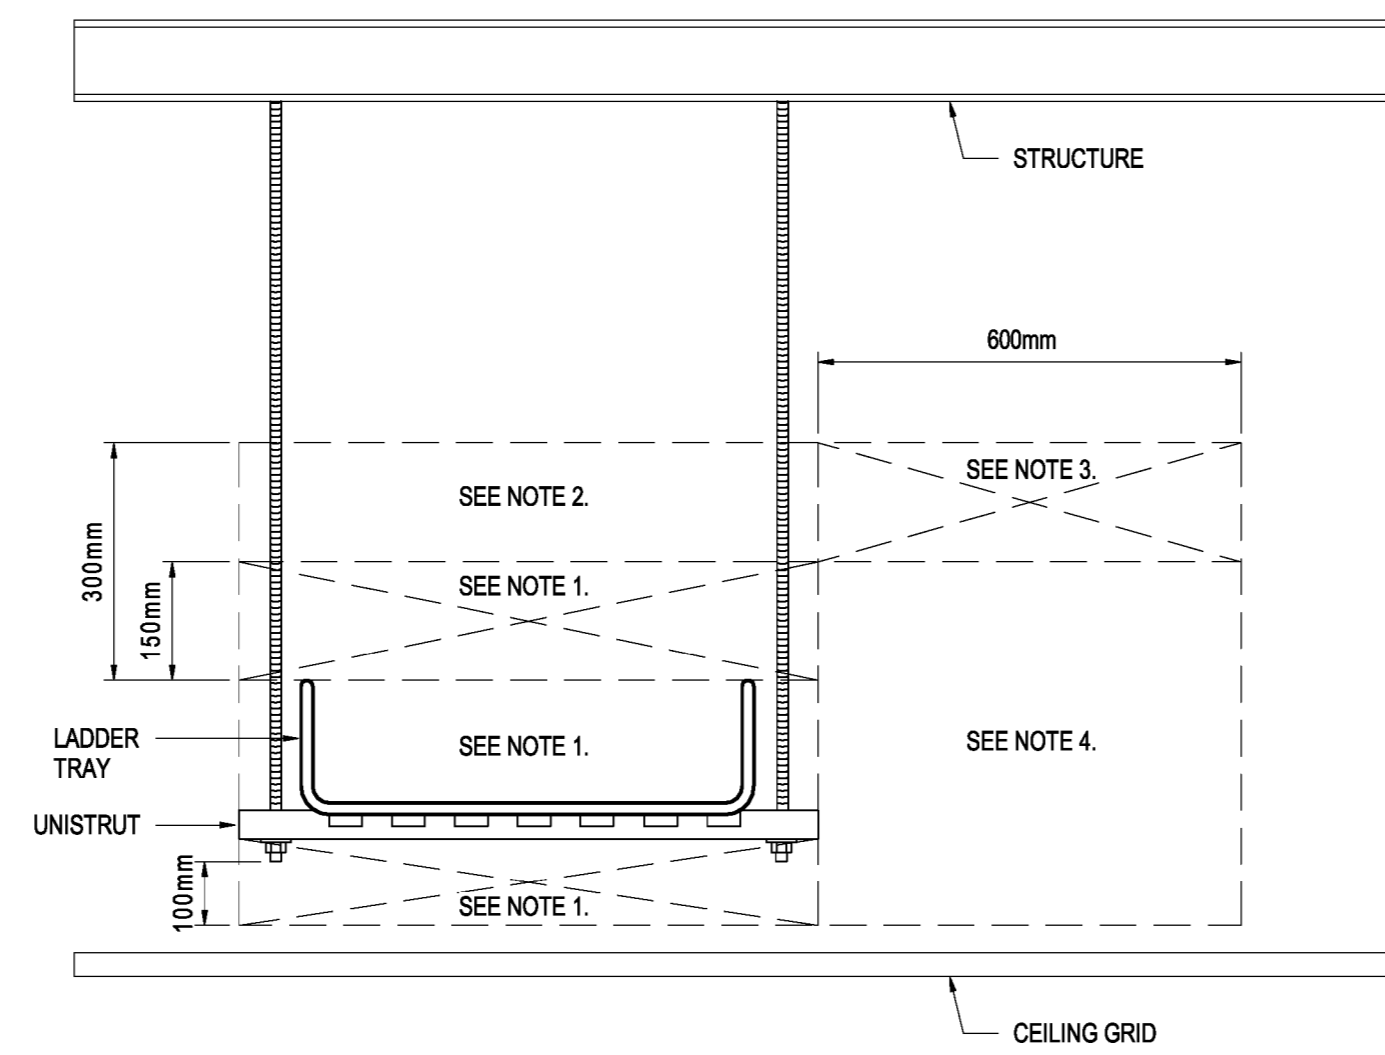 STRUCTURE
600mm
SEE NOTE 3.
SEE NOTE 2.
300mm
SEE NOTE 1.
150mm
LADDER
TRAY
SEE NOTE 1.
SEE NOTE 4.
UNISTRUT
100mm
SEE NOTE 1.
CEILING GRID